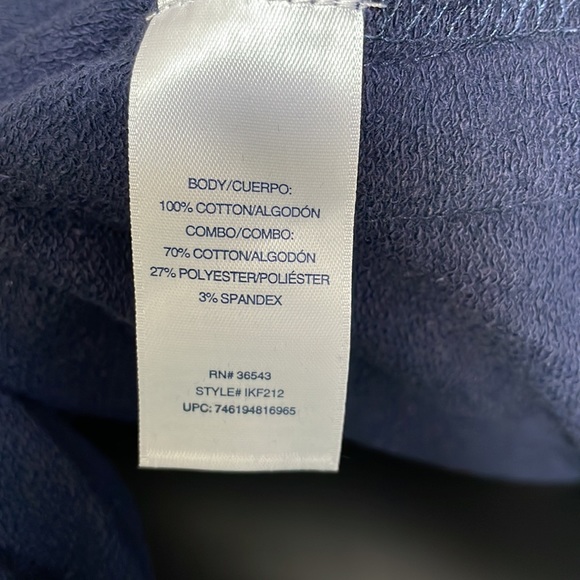 BODY/CUERPO:
100% COTTON/ALGODÓN
COMBO/COMBO:
70% COTTON/ALGODÓN
27% POLYESTER/POLIÉSTER
3% SPANDEX
RN# 36543
STYLE# IKF212
UPC: 746194816965